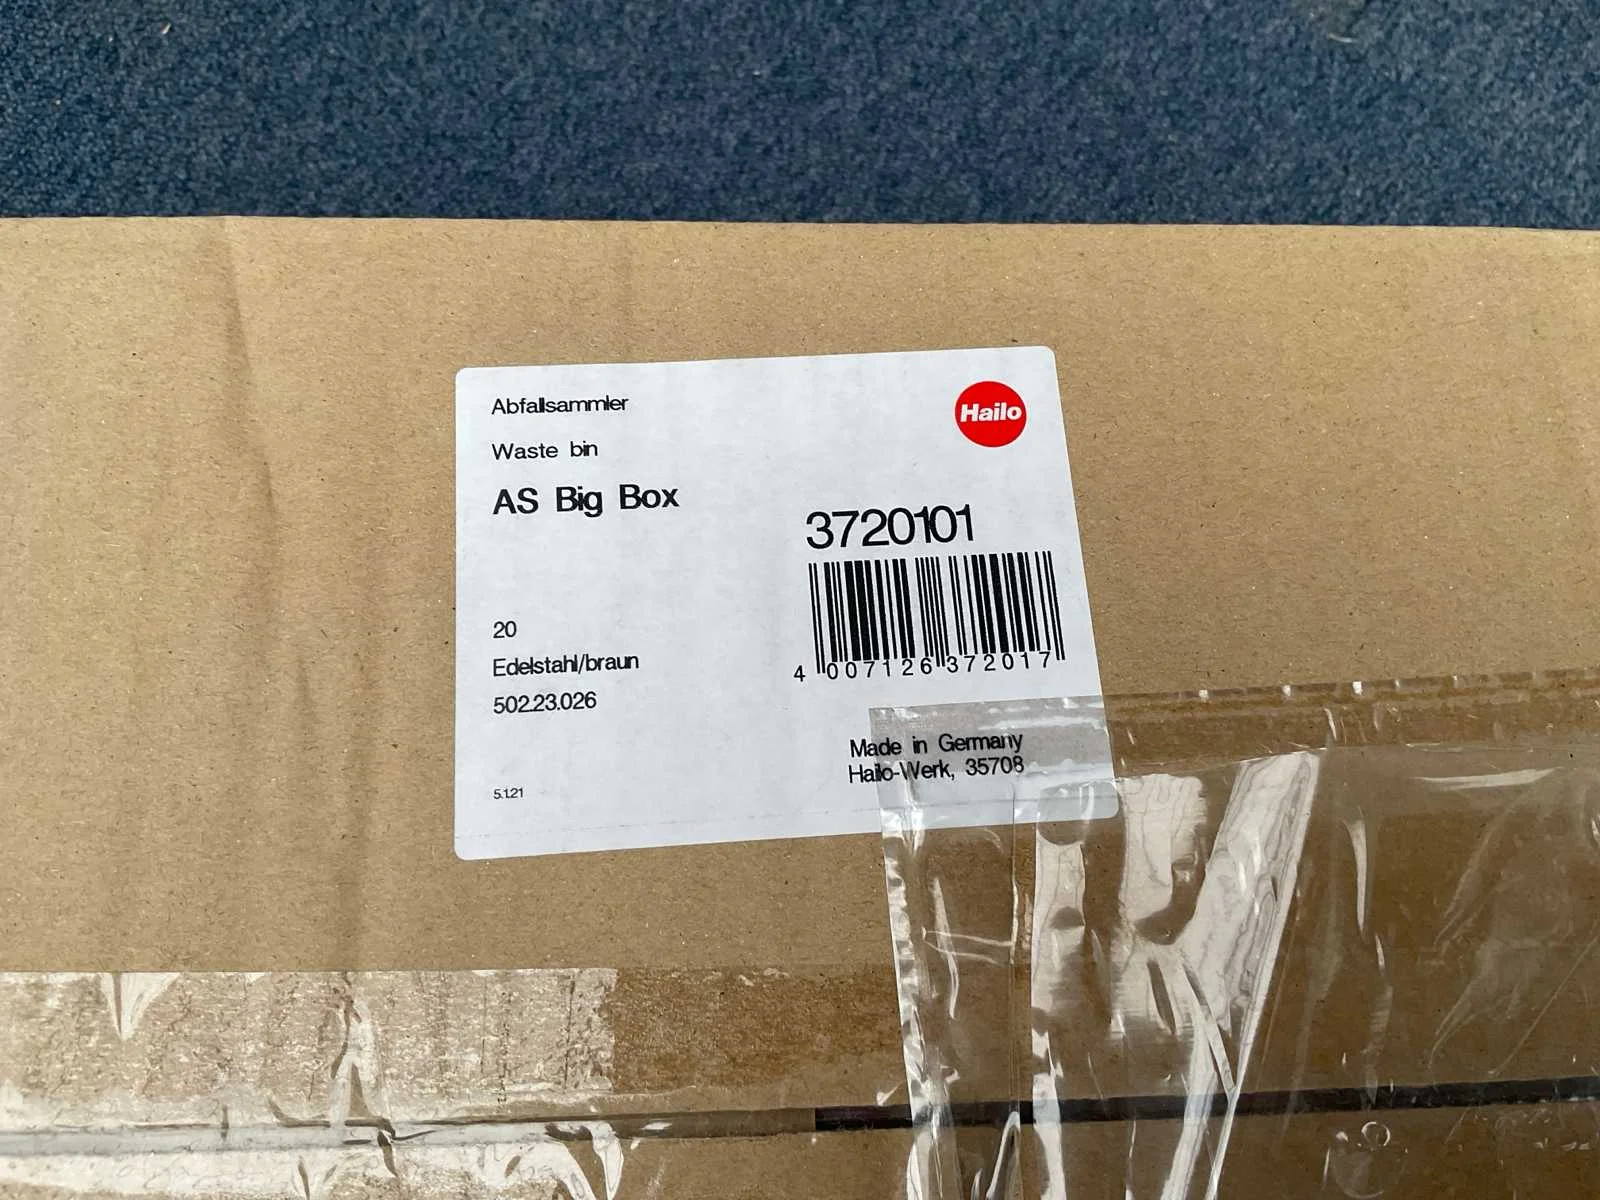 Abfallsammler
Hailo
Waste bin
AS Big Box
3720101
4 007126 372017
20
Edelstahl/braun
502.23.026
Made in Germany
Hailo-Werk, 35708
5.1.21